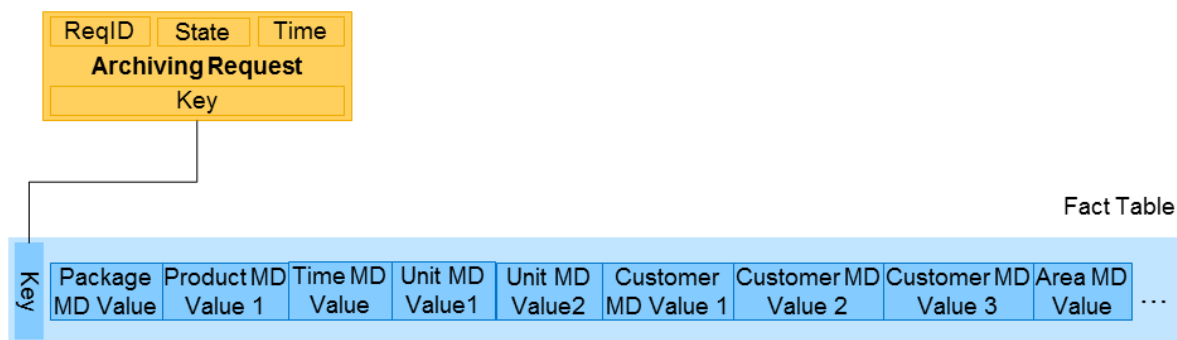 ReqID State Time
Archiving Request
Key
Fact Table
Key
Package Product MD Time MD Unit MD Unit MD Customer Customer MD Customer MD Area MD
MD Value Value 1 Value Value1 Value2 MD Value 1 Value 2 Value 3 Value ...